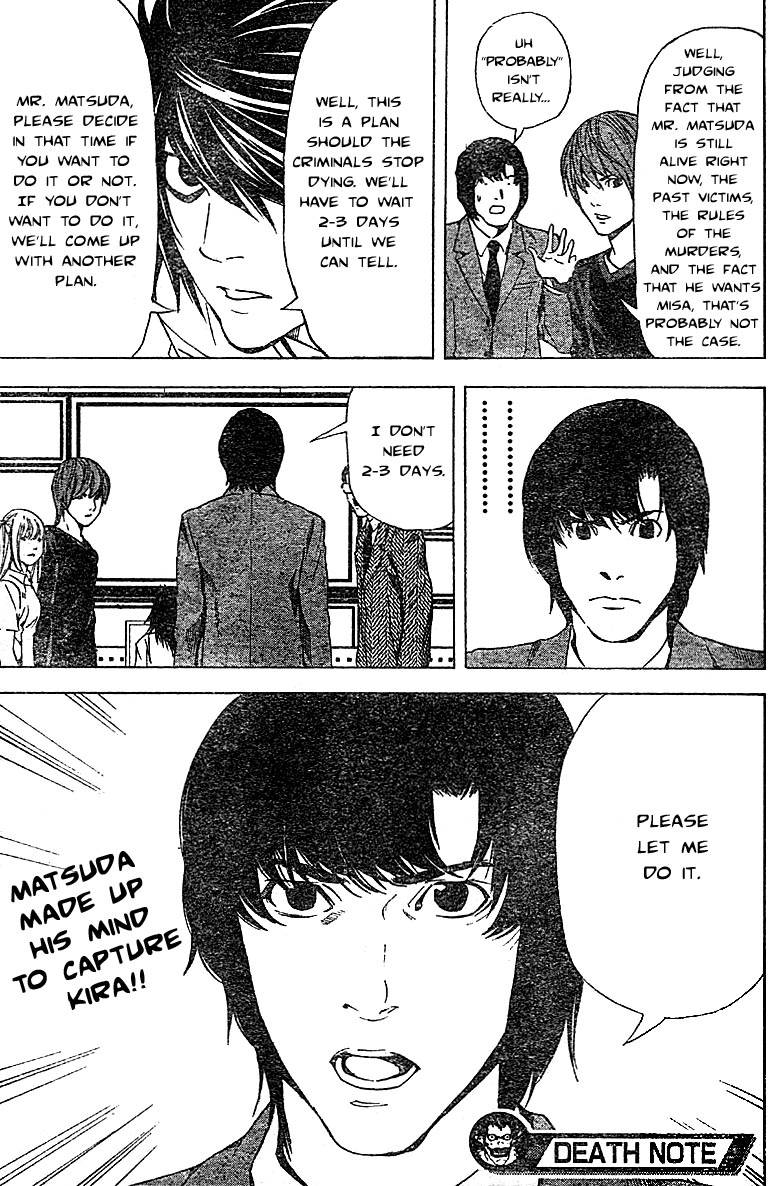 WELL,
JUDGING
FROM THE
FACT THAT
MR. MATSUDA
IS STILL
ALIVE RIGHT
NOW, THE
PAST VICTIMS,
THE RULES
OF THE
MURDERS,
AND THE FACT
THAT HE WANTS
MISA, THAT'S
PROBABLY NOT
THE CASE.
UH
"PROBABLY"
ISN'T
REALLY...
WELL, THIS
IS A PLAN
SHOULD THE
CRIMINALS STOP
DYING. WE'LL
HAVE TO WAIT
2-3 DAYS
UNTIL WE
CAN TELL.
MR. MATSUDA,
PLEASE DECIDE
IN THAT TIME IF
YOU WANT TO
DO IT OR NOT.
IF YOU DON'T
WANT TO DO IT,
WE'LL COME UP
WITH ANOTHER
PLAN.
I DON'T
NEED
2-3 DAYS.
PLEASE
LET ME
DO IT.
MATSUDA
MADE UP
HIS MIND
TO CAPTURE
KIRA!!
DEATH NOTE